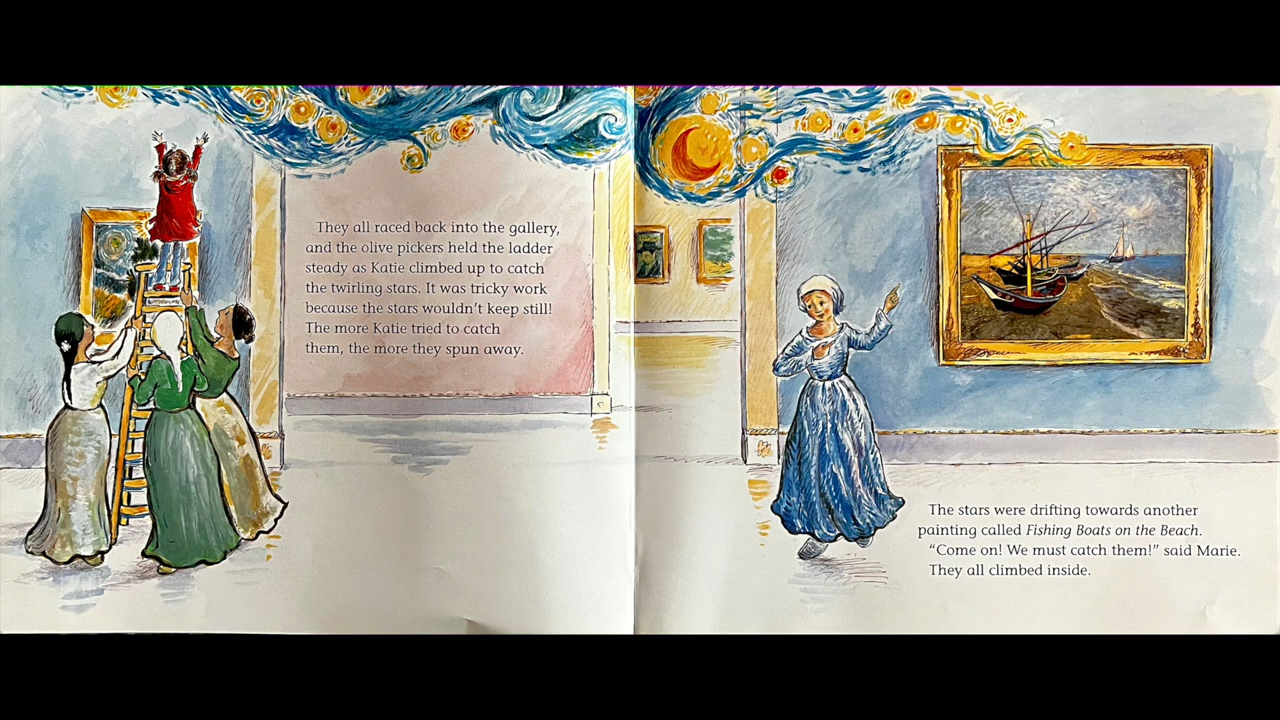 They all raced back into the gallery,
and the olive pickers held the ladder
steady as Katie climbed up to catch
the twirling stars. It was tricky work
because the stars wouldn't keep still!
The more Katie tried to catch
them, the more they spun away.
The stars were drifting towards another
painting called Fishing Boats on the Beach.
“Come on! We must catch them!” said Marie.
They all climbed inside.